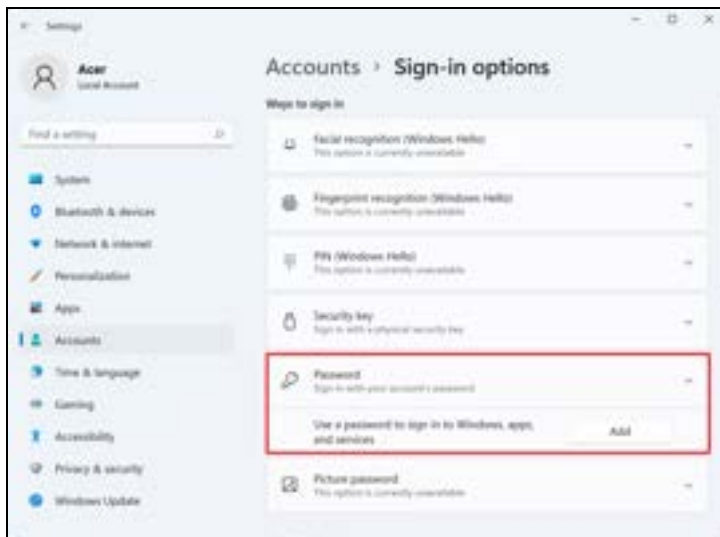 Settings
Acer
Local Account
Find a setting
System
Bluetooth & devices
Network & internet
Personalization
Apps
Accounts
Time & language
Gaming
Accessibility
Privacy & security
Windows Update
Accounts > Sign-in options
Ways to sign in
Facial recognition (Windows Hello)
This option is currently unavailable
Fingerprint recognition (Windows Hello)
This option is currently unavailable
PIN (Windows Hello)
This option is currently unavailable
Security key
Sign in with a physical security key
Password
Sign in with your account's password
Use a password to sign in to Windows, apps,
and services
Add
Picture password
This option is currently unavailable